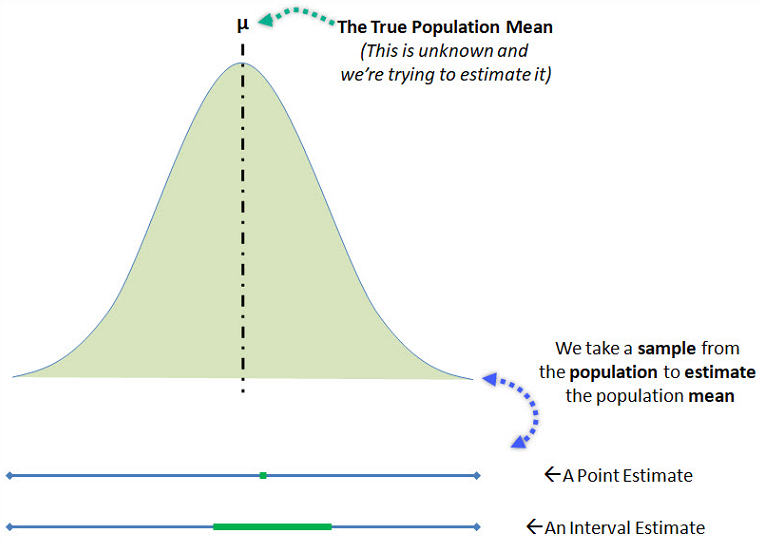 μ
The True Population Mean
(This is unknown and
we're trying to estimate it)
We take a sample from
the population to estimate
the population mean
←A Point Estimate
←An Interval Estimate